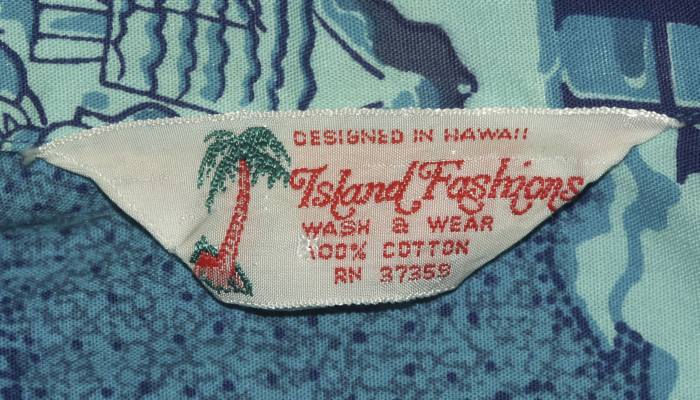 DESIGNED IN HAWAII
Island Fashions
WASH & WEAR
100% COTTON
RN 37359